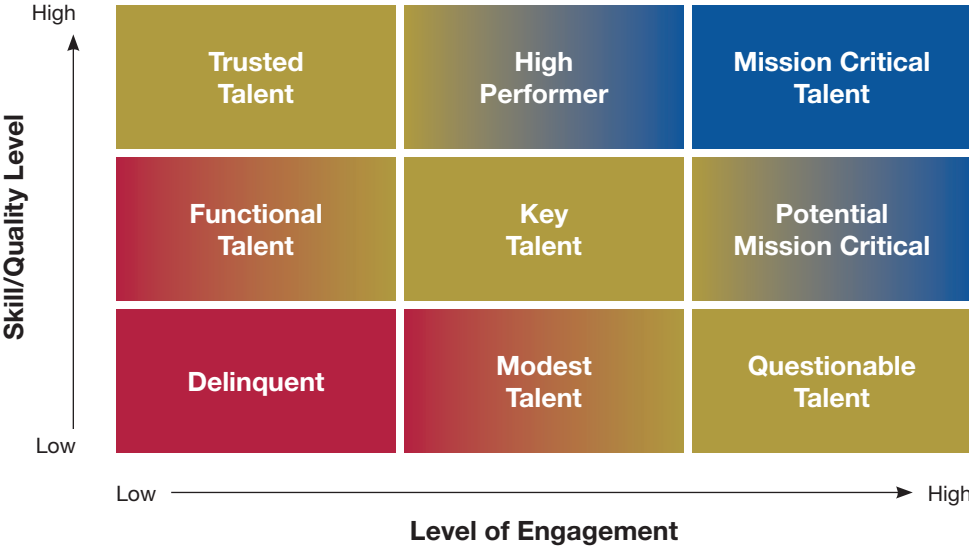 High
Trusted
Talent
High
Performer
Mission Critical
Talent
Skill/Quality Level
Functional
Talent
Key
Talent
Potential
Mission Critical
Delinquent
Modest
Talent
Questionable
Talent
Low
Low
High
Level of Engagement